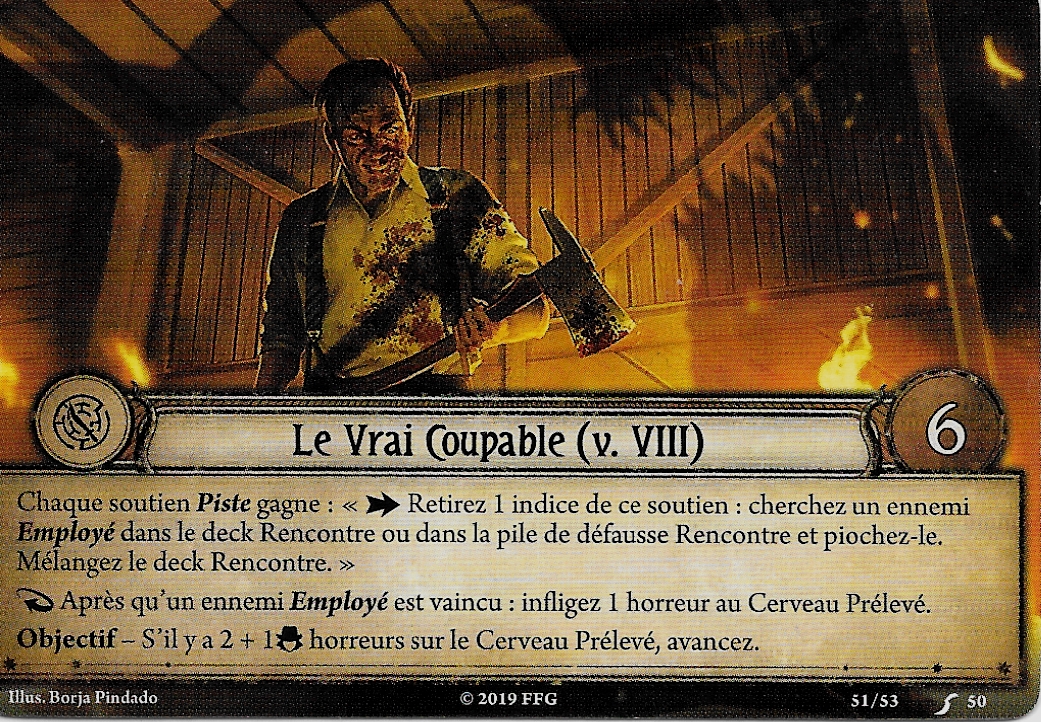 Le Vrai Coupable (v. VIII)
6
Chaque soutien Piste gagne : « Retirez 1 indice de ce soutien : cherchez un ennemi
Employé dans le deck Rencontre ou dans la pile de défausse Rencontre et piochez-le.
Mélangez le deck Rencontre. »
Après qu'un ennemi Employé est vaincu : infligez 1 horreur au Cerveau Prélevé.
Objectif – S'il y a 2 + 1 horreurs sur le Cerveau Prélevé, avancez.
Illus. Borja Pindado © 2019 FFG 51/53 50